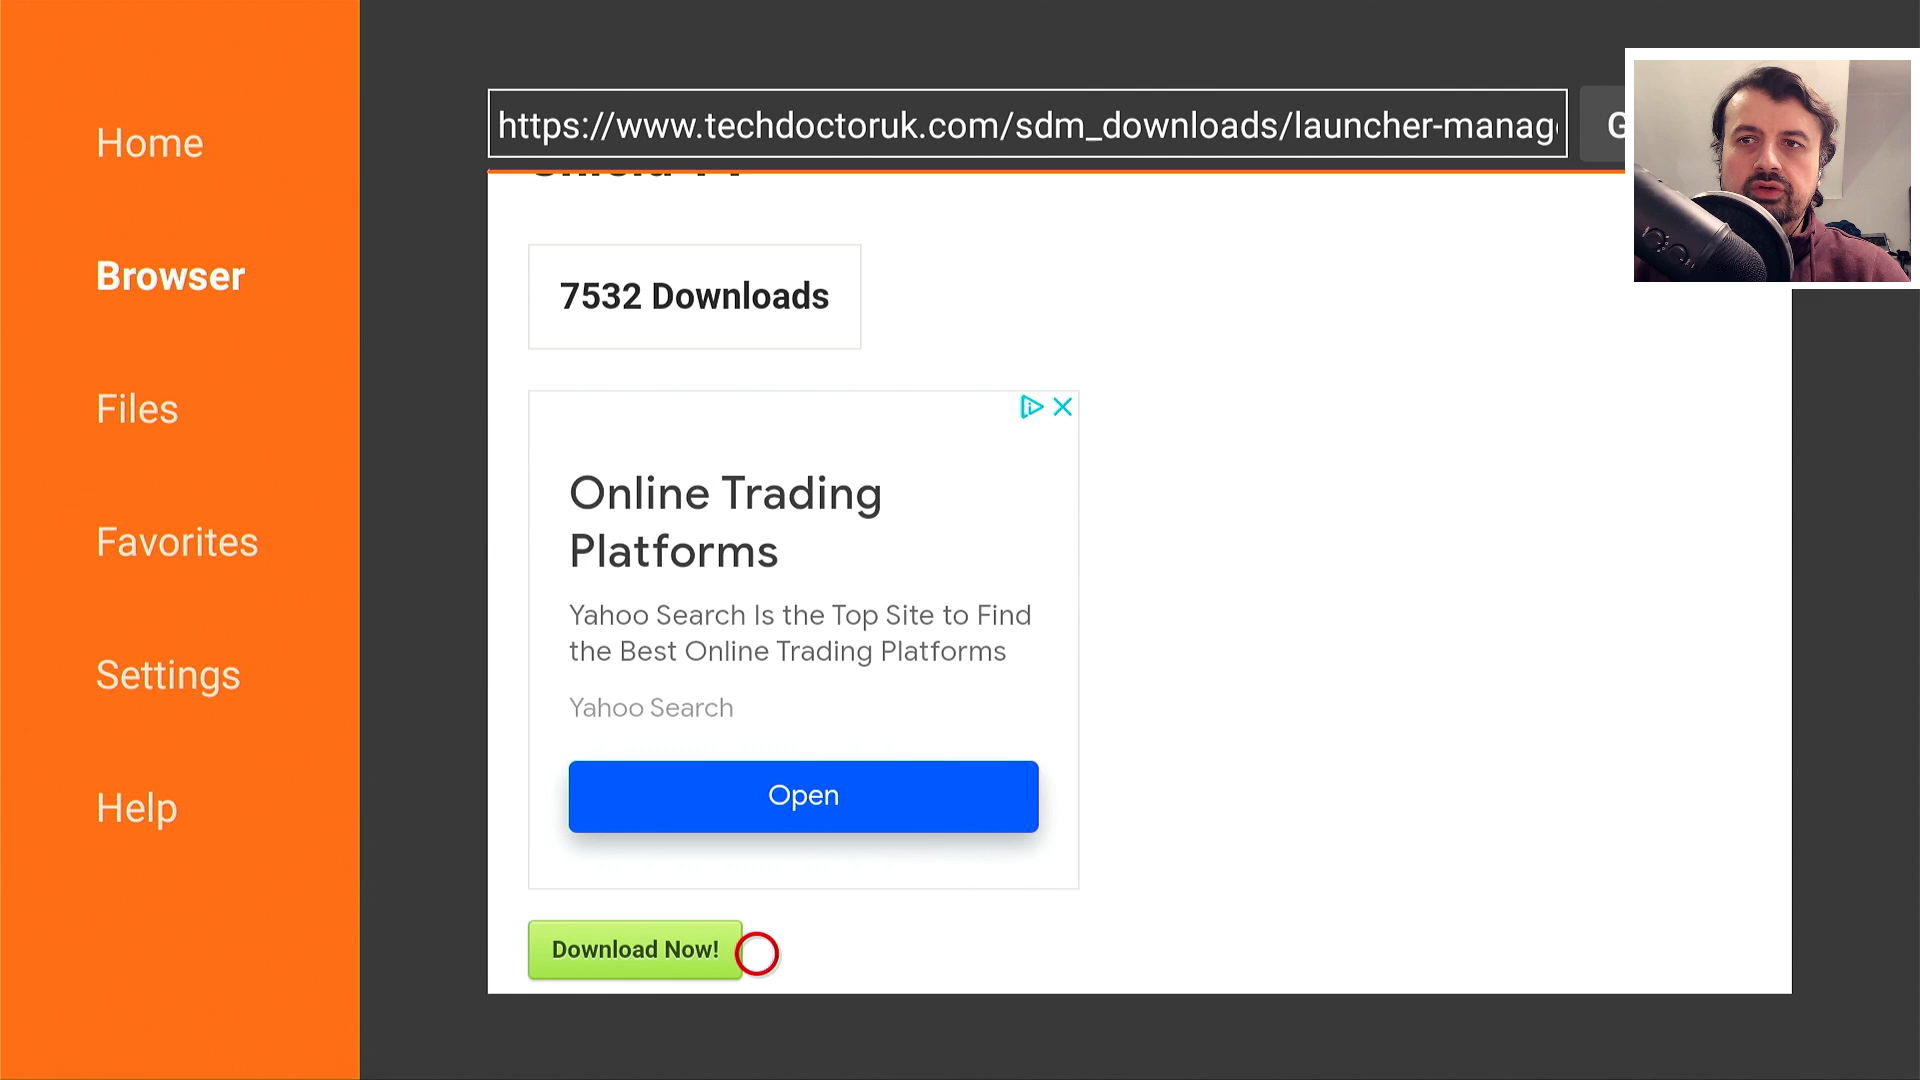 Home
Browser
Files
Favorites
Settings
Help
https://www.techdoctoruk.com/sdm_downloads/launcher-manag
G
7532 Downloads
Online Trading
Platforms
Yahoo Search Is the Top Site to Find
the Best Online Trading Platforms
Yahoo Search
Open
Download Now!